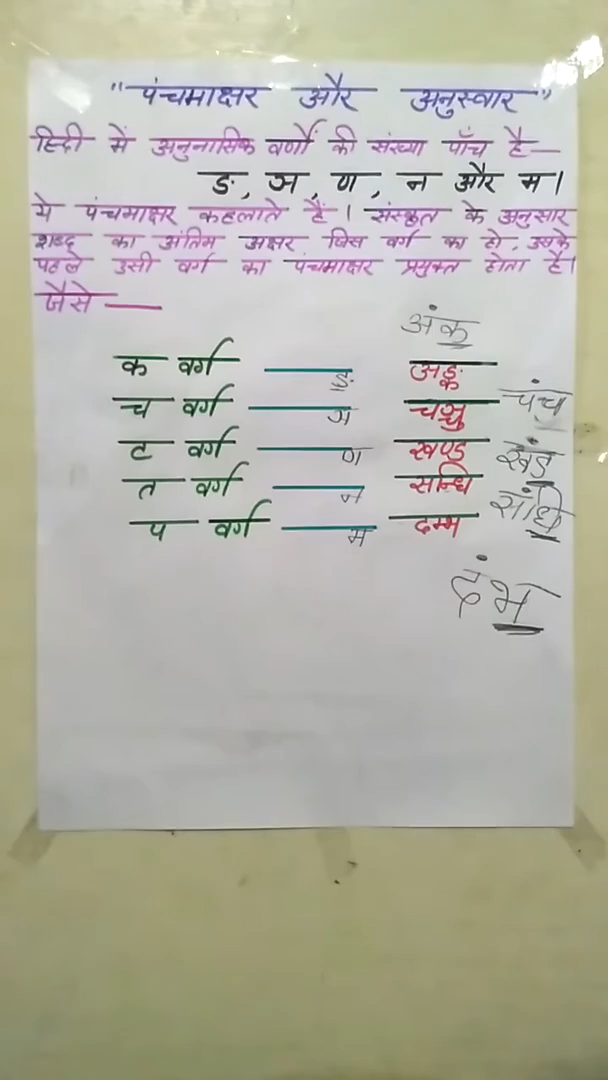 "पंचमाक्षर और अनुस्वार"
हिंदी में अनुनासिक वर्णों की संख्या पाँच है—
ङ, ञ, ण, न और म।
ये पंचमाक्षर कहलाते हैं। संस्कृत के अनुसार
शब्द का अंतिम अक्षर जिस वर्ग का हो, उसके
पहले उसी वर्ग का पंचमाक्षर प्रयुक्त होता है।
जैसे —
अंक
क वर्ग — ङ अङ्क
च वर्ग — ञ चञ्चु पंच
ट वर्ग — ण खण्ड खंड
त वर्ग — न सन्धि संधि
प वर्ग — म दम्भ
दंभ